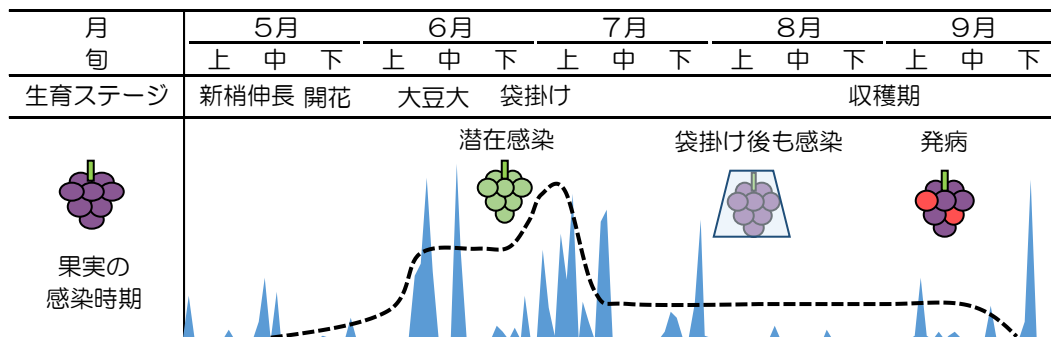 月 5月 6月 7月 8月 9月
旬 上 中 下 上 中 下 上 中 下 上 中 下 上 中 下
生育ステージ 新梢伸長 開花 大豆大 袋掛け 収穫期
潜在感染 袋掛け後も感染 発病
果実の
感染時期